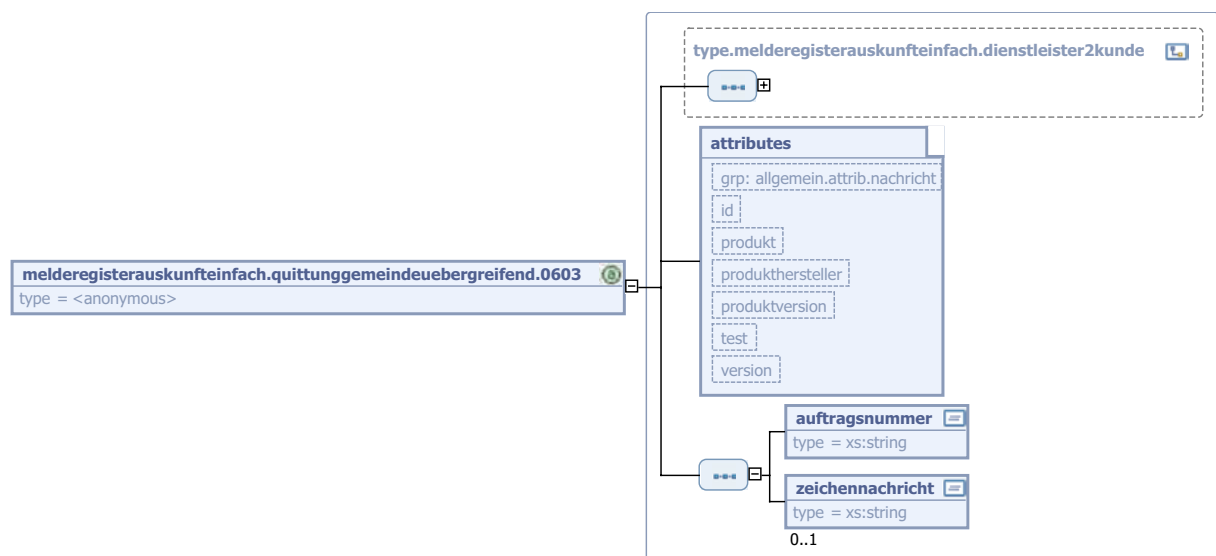 type.melderegisterauskunfteinfach.dienstleister2kunde
attributes
grp: allgemein.attrib.nachricht
id
produkt
produkthersteller
produktversion
test
version
melderegisterauskunfteinfach.quittunggemeindeuebergreifend.0603
type = <anonymous>
auftragsnummer
type = xs:string
zeichennachricht
type = xs:string
0..1